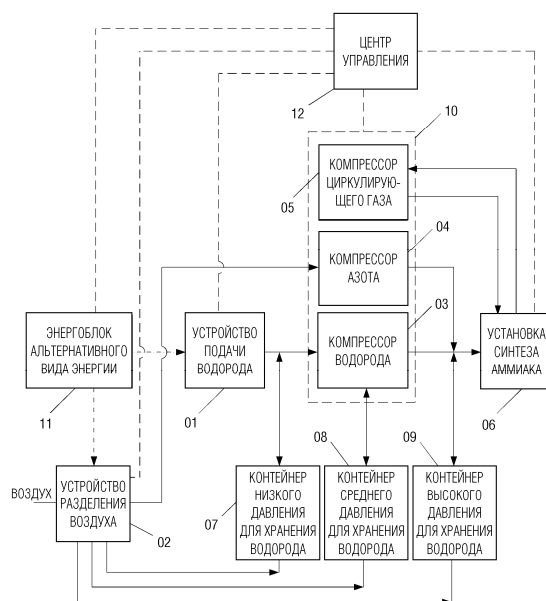 ЦЕНТР
УПРАВЛЕНИЯ
12
10
КОМПРЕССОР
ЦИРКУЛИРУЮ-
ЩЕГО ГАЗА
05
04
КОМПРЕССОР
АЗОТА
03
ЭНЕРГОБЛОК
АЛЬТЕРНАТИВНОГО
ВИДА ЭНЕРГИИ
11
УСТРОЙСТВО
ПОДАЧИ
ВОДОРОДА
01
КОМПРЕССОР
ВОДОРОДА
УСТАНОВКА
СИНТЕЗА
АММИАКА
06
08
09
ВОЗДУХ
УСТРОЙСТВО
РАЗДЕЛЕНИЯ
ВОЗДУХА
02
07
КОНТЕЙНЕР
НИЗКОГО
ДАВЛЕНИЯ
ДЛЯ ХРАНЕНИЯ
ВОДОРОДА
КОНТЕЙНЕР
СРЕДНЕГО
ДАВЛЕНИЯ
ДЛЯ ХРАНЕНИЯ
ВОДОРОДА
КОНТЕЙНЕР
ВЫСОКОГО
ДАВЛЕНИЯ
ДЛЯ ХРАНЕНИЯ
ВОДОРОДА